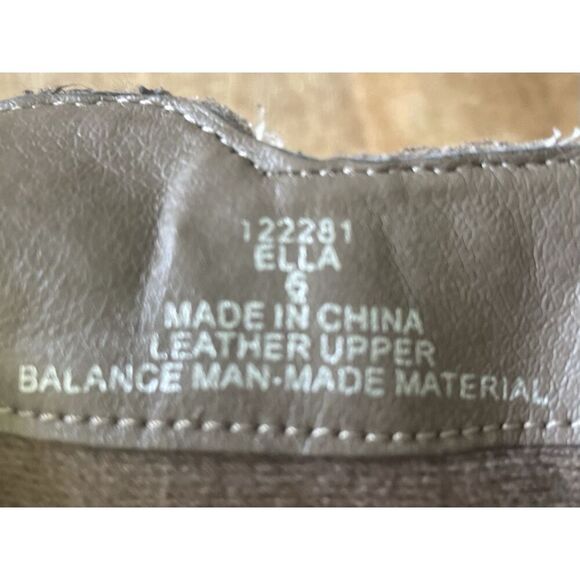 122281
ELLA
6
MADE IN CHINA
LEATHER UPPER
BALANCE MAN-MADE MATERIAL